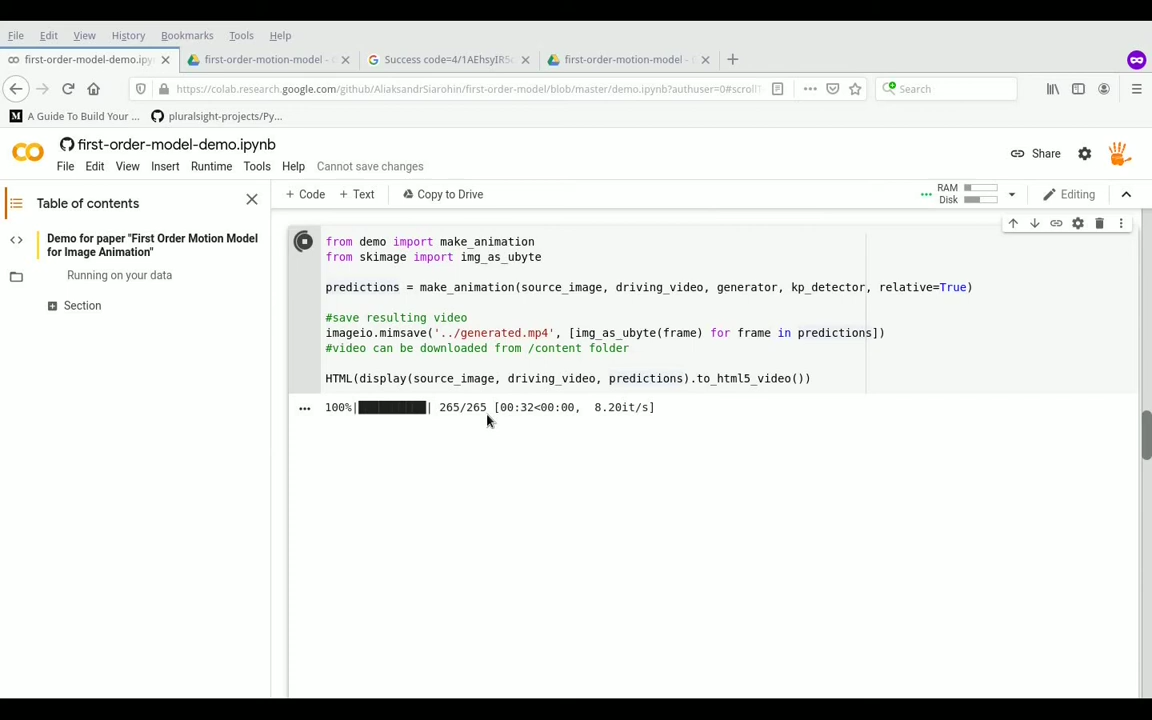 File Edit View History Bookmarks Tools Help
first-order-model-demo.ipy
first-order-motion-model -
Success code=4/1AEhsyIR5
first-order-motion-model -
https://colab.research.google.com/github/AliaksandrSiarohin/first-order-model/blob/master/demo.ipynb?authuser=0#scrollT
Search
A Guide To Build Your ...
pluralsight-projects/Py...
first-order-model-demo.ipynb
File Edit View Insert Runtime Tools Help Cannot save changes
Share
Table of contents
+ Code + Text Copy to Drive
RAM
Disk
Editing
Demo for paper "First Order Motion Model
for Image Animation"
Running on your data
Section
from demo import make_animation
from skimage import img_as_ubyte
predictions = make_animation(source_image, driving_video, generator, kp_detector, relative=True)
#save resulting video
imageio.mimsave('../generated.mp4', [img_as_ubyte(frame) for frame in predictions])
#video can be downloaded from /content folder
HTML(display(source_image, driving_video, predictions).to_html5_video())
100%|██████████| 265/265 [00:32<00:00, 8.20it/s]